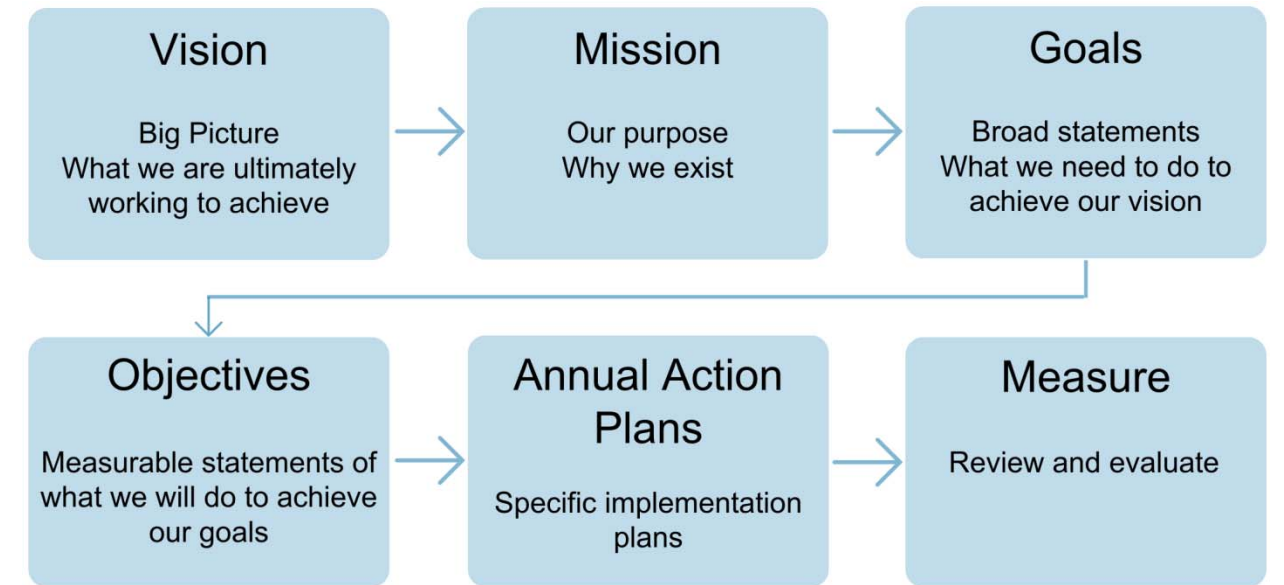 Vision
Big Picture
What we are ultimately
working to achieve
Mission
Our purpose
Why we exist
Goals
Broad statements
What we need to do to
achieve our vision
Objectives
Measurable statements of
what we will do to achieve
our goals
Annual Action
Plans
Specific implementation
plans
Measure
Review and evaluate